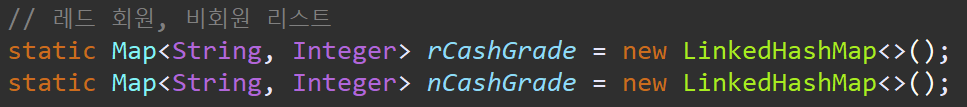 // 레드 회원, 비회원 리스트
static Map<String, Integer> rCashGrade = new LinkedHashMap<>();
static Map<String, Integer> nCashGrade = new LinkedHashMap<>();